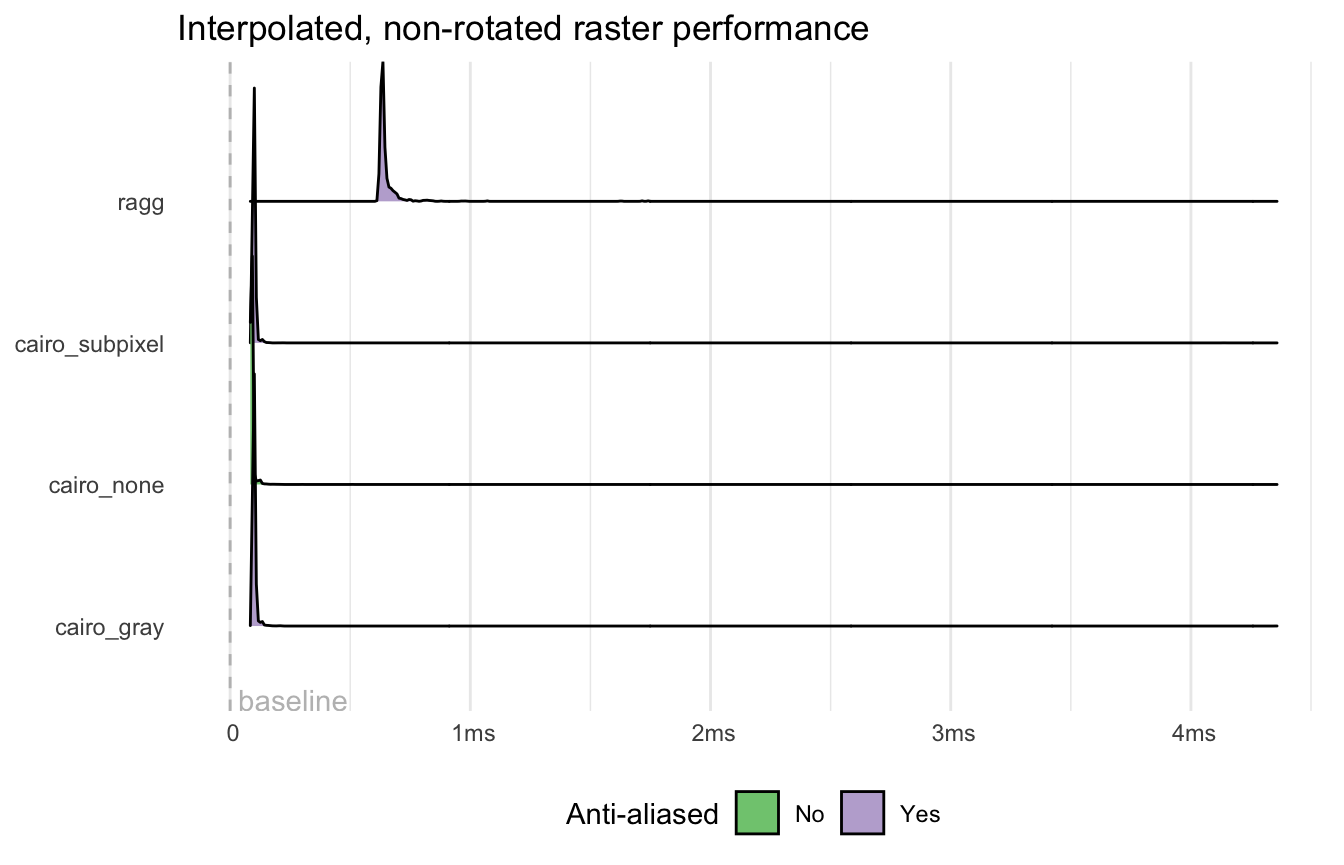 Interpolated, non-rotated raster performance
ragg
cairo_subpixel
cairo_none
cairo_gray
baseline
0 1ms 2ms 3ms 4ms
Anti-aliased No Yes